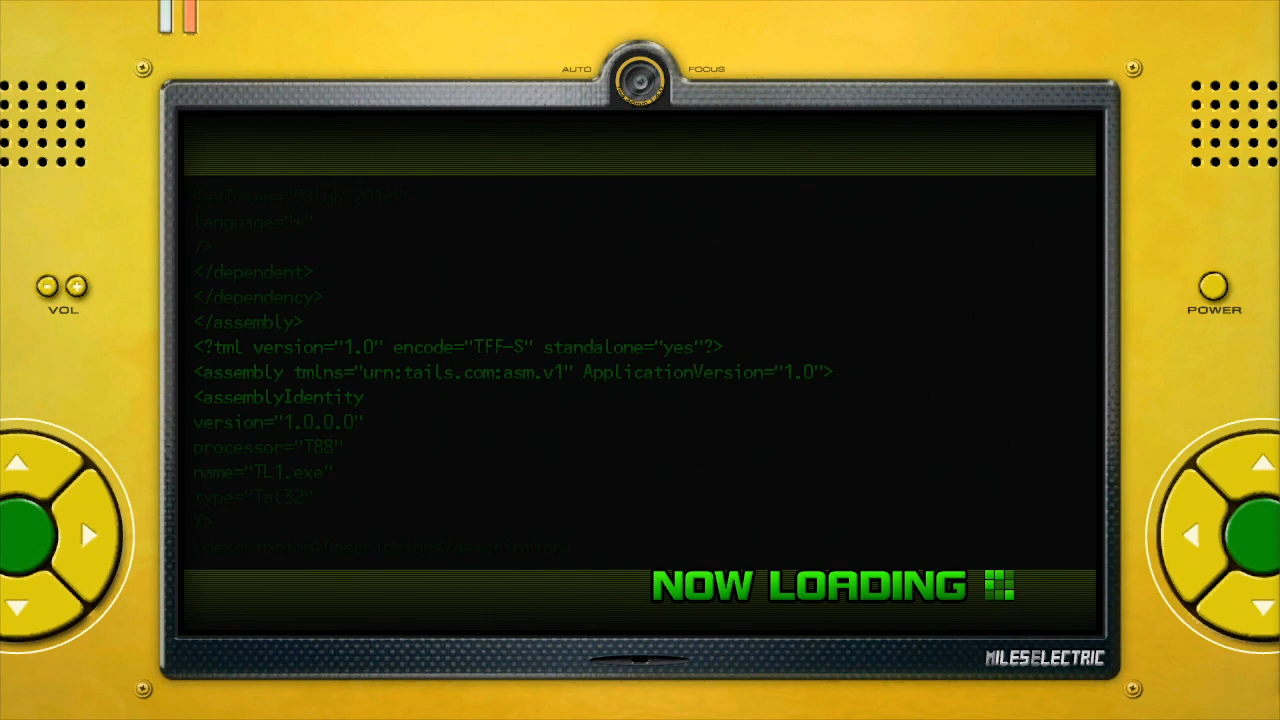 AUTO FOCUS
language="*"
/>
</dependent>
</dependency>
</assembly>
<?tml version="1.0" encode="TFF-S" standalone="yes"?>
<assembly tmlns="urn:tails.com:asm.v1" ApplicationVersion="1.0">
<assemblyIdentity
version="1.0.0.0"
processor="T88"
name="TL1.exe"
type="Tal32"
/>
- +
VOL
POWER
NOW LOADING
MILESELECTRIC